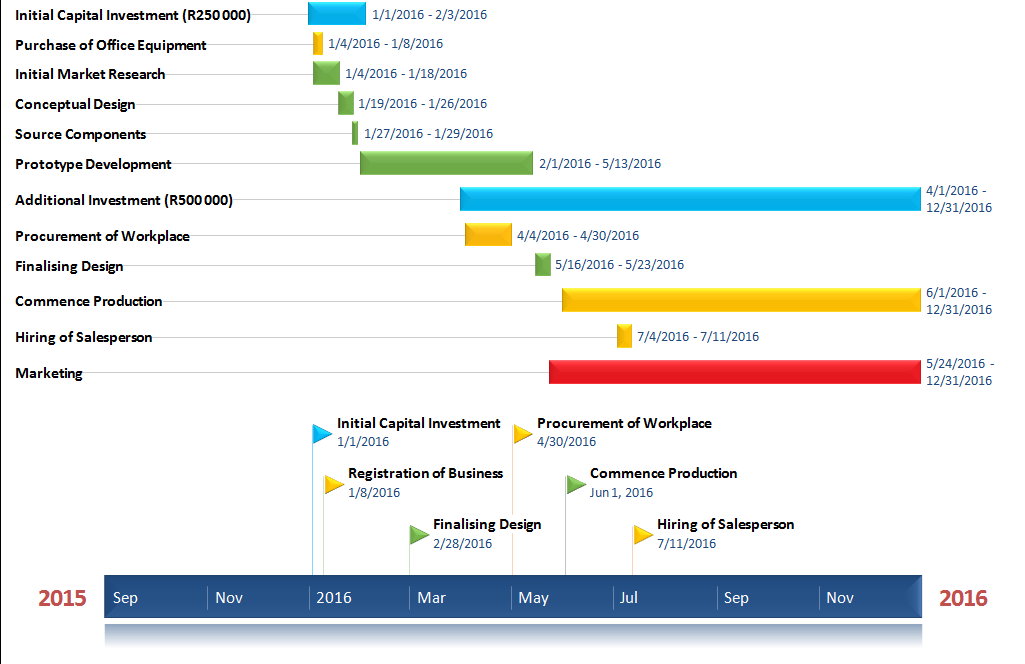 Initial Capital Investment (R250 000) 1/1/2016 - 2/3/2016
Purchase of Office Equipment 1/4/2016 - 1/8/2016
Initial Market Research 1/4/2016 - 1/18/2016
Conceptual Design 1/19/2016 - 1/26/2016
Source Components 1/27/2016 - 1/29/2016
Prototype Development 2/1/2016 - 5/13/2016
Additional Investment (R500 000) 4/1/2016 -
12/31/2016
Procurement of Workplace 4/4/2016 - 4/30/2016
Finalising Design 5/16/2016 - 5/23/2016
Commence Production 6/1/2016 -
12/31/2016
Hiring of Salesperson 7/4/2016 - 7/11/2016
Marketing 5/24/2016 -
12/31/2016
Initial Capital Investment
1/1/2016
Procurement of Workplace
4/30/2016
Registration of Business
1/8/2016
Commence Production
Jun 1, 2016
Finalising Design
2/28/2016
Hiring of Salesperson
7/11/2016
2015 Sep Nov 2016 Mar May Jul Sep Nov 2016